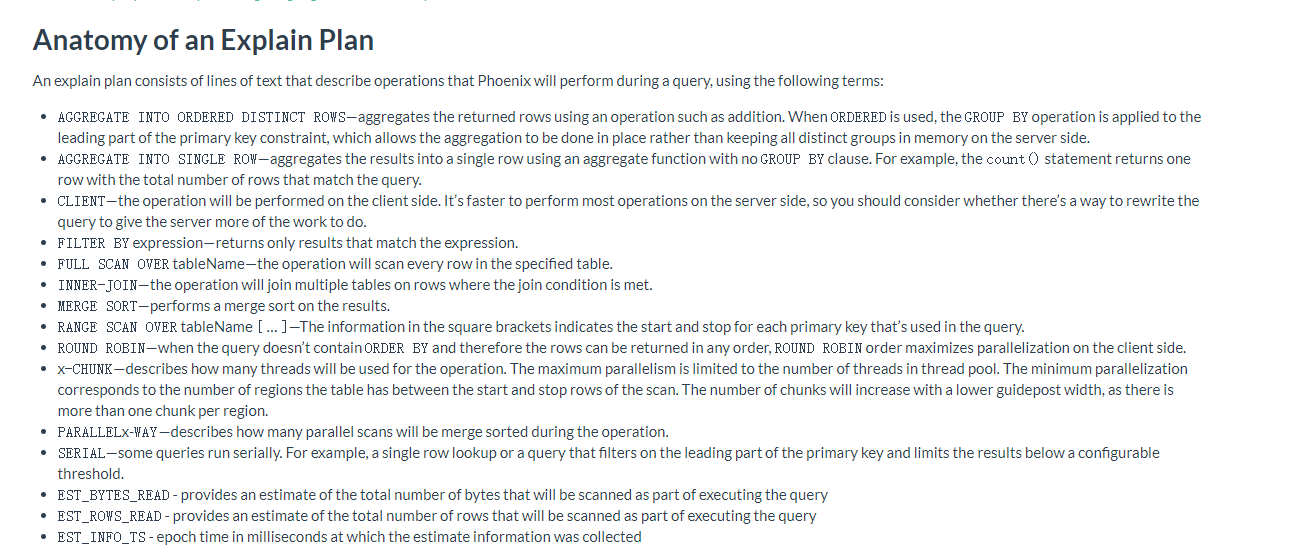 Anatomy of an Explain Plan
An explain plan consists of lines of text that describe operations that Phoenix will perform during a query, using the following terms:
• AGGREGATE INTO ORDERED DISTINCT ROWS—aggregates the returned rows using an operation such as addition. When ORDERED is used, the GROUP BY operation is applied to the
leading part of the primary key constraint, which allows the aggregation to be done in place rather than keeping all distinct groups in memory on the server side.
• AGGREGATE INTO SINGLE ROW—aggregates the results into a single row using an aggregate function with no GROUP BY clause. For example, the count() statement returns one
row with the total number of rows that match the query.
• CLIENT—the operation will be performed on the client side. It's faster to perform most operations on the server side, so you should consider whether there's a way to rewrite the
query to give the server more of the work to do.
• FILTER BY expression—returns only results that match the expression.
• FULL SCAN OVER tableName—the operation will scan every row in the specified table.
• INNER-JOIN—the operation will join multiple tables on rows where the join condition is met.
• MERGE SORT—performs a merge sort on the results.
• RANGE SCAN OVER tableName [ ... ]—The information in the square brackets indicates the start and stop for each primary key that's used in the query.
• ROUND ROBIN—when the query doesn't contain ORDER BY and therefore the rows can be returned in any order, ROUND ROBIN order maximizes parallelization on the client side.
• x-CHUNK—describes how many threads will be used for the operation. The maximum parallelism is limited to the number of threads in thread pool. The minimum parallelization
corresponds to the number of regions the table has between the start and stop rows of the scan. The number of chunks will increase with a lower guidepost width, as there is
more than one chunk per region.
• PARALLELx-WAY—describes how many parallel scans will be merge sorted during the operation.
• SERIAL—some queries run serially. For example, a single row lookup or a query that filters on the leading part of the primary key and limits the results below a configurable
threshold.
• EST_BYTES_READ - provides an estimate of the total number of bytes that will be scanned as part of executing the query
• EST_ROWS_READ - provides an estimate of the total number of rows that will be scanned as part of executing the query
• EST_INFO_TS - epoch time in milliseconds at which the estimate information was collected